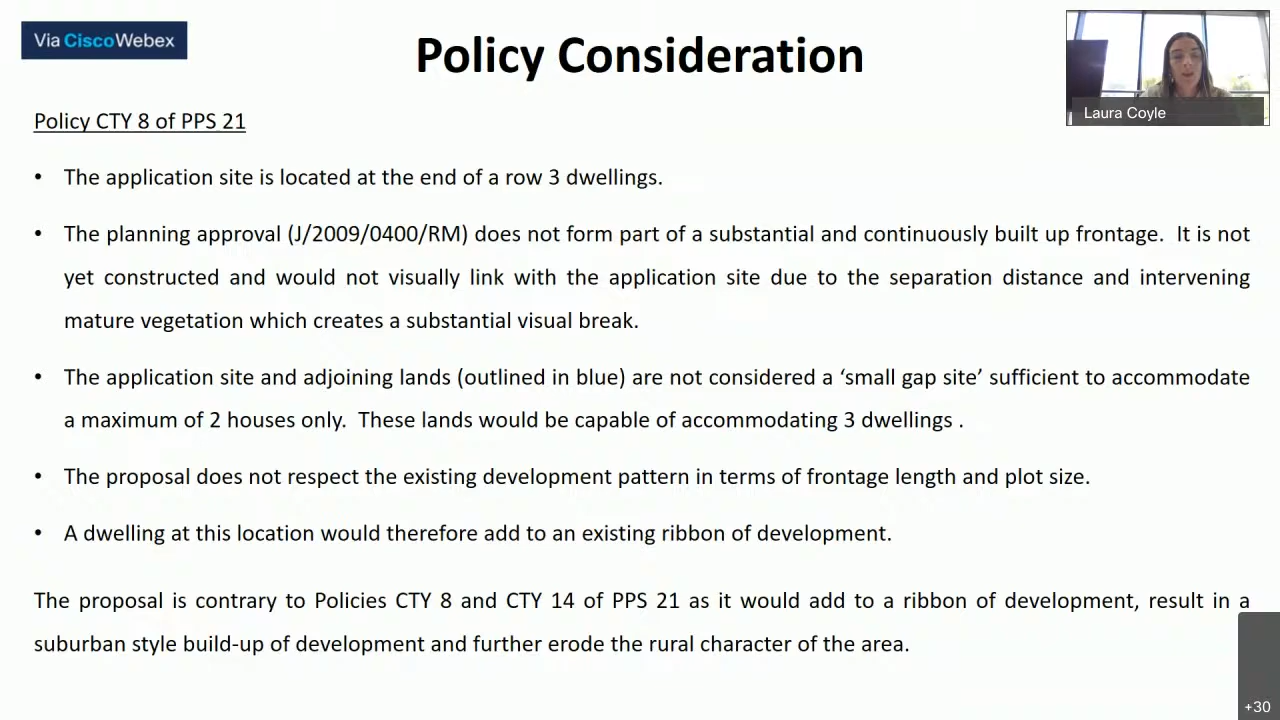 Via CiscoWebex
Policy Consideration
Laura Coyle
Policy CTY 8 of PPS 21
• The application site is located at the end of a row 3 dwellings.
• The planning approval (J/2009/0400/RM) does not form part of a substantial and continuously built up frontage. It is not
yet constructed and would not visually link with the application site due to the separation distance and intervening
mature vegetation which creates a substantial visual break.
• The application site and adjoining lands (outlined in blue) are not considered a ‘small gap site’ sufficient to accommodate
a maximum of 2 houses only. These lands would be capable of accommodating 3 dwellings .
• The proposal does not respect the existing development pattern in terms of frontage length and plot size.
• A dwelling at this location would therefore add to an existing ribbon of development.
The proposal is contrary to Policies CTY 8 and CTY 14 of PPS 21 as it would add to a ribbon of development, result in a
suburban style build-up of development and further erode the rural character of the area.
+30